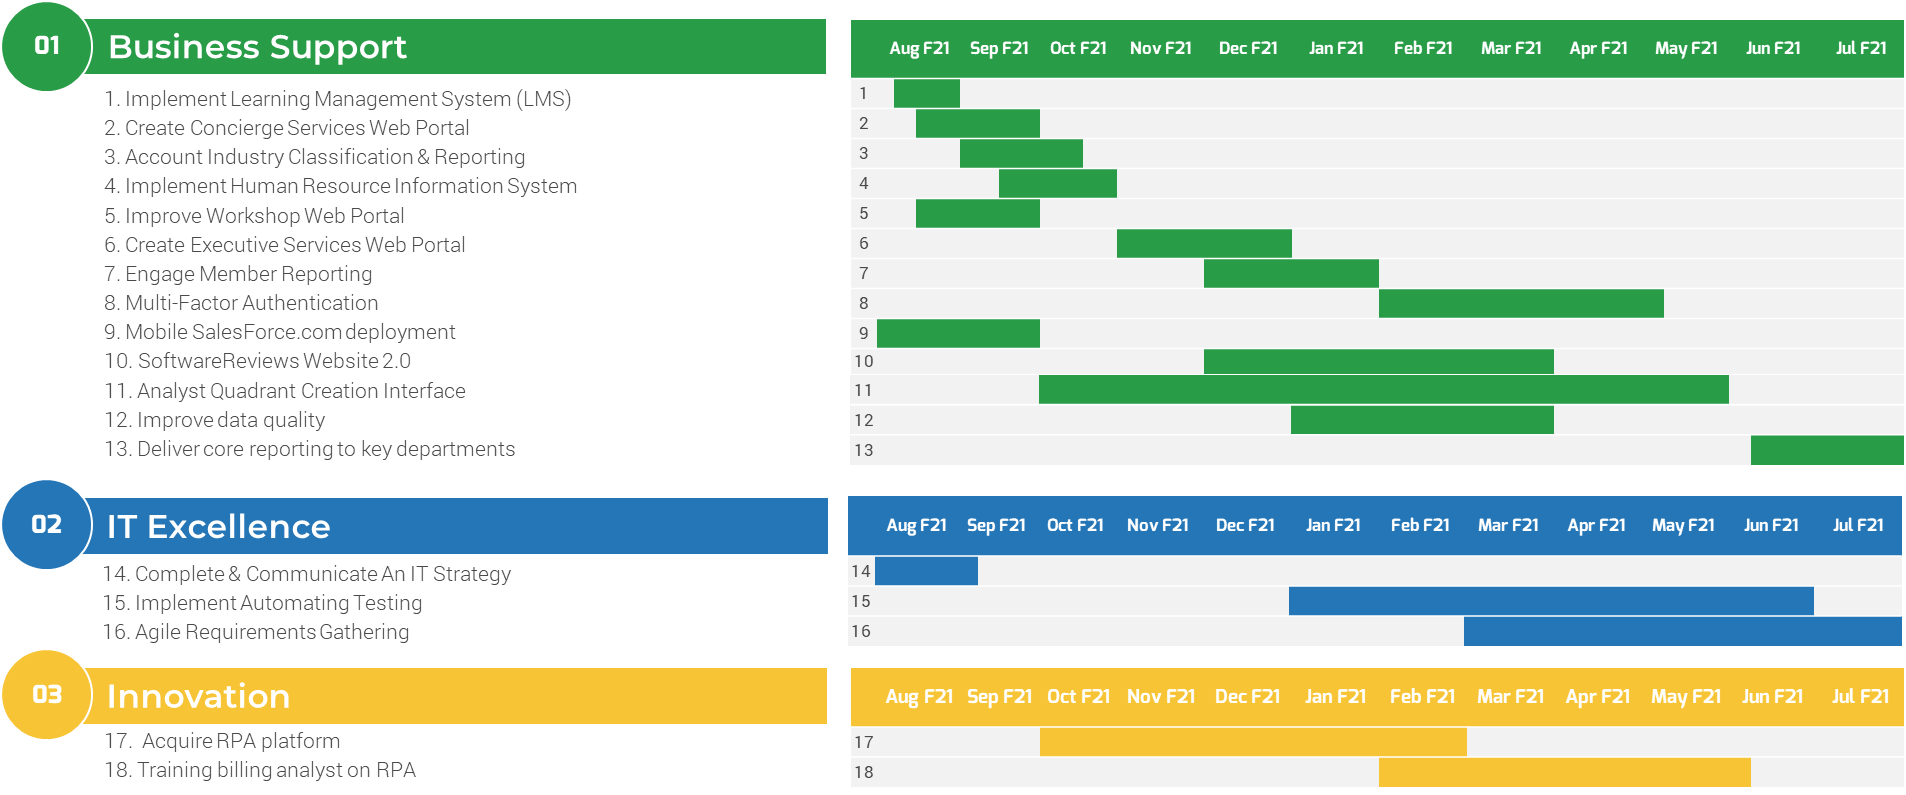 01 Business Support
Aug F21 Sep F21 Oct F21 Nov F21 Dec F21 Jan F21 Feb F21 Mar F21 Apr F21 May F21 Jun F21 Jul F21
1. Implement Learning Management System (LMS)
2. Create Concierge Services Web Portal
3. Account Industry Classification & Reporting
4. Implement Human Resource Information System
5. Improve Workshop Web Portal
6. Create Executive Services Web Portal
7. Engage Member Reporting
8. Multi-Factor Authentication
9. Mobile SalesForce.com deployment
10. SoftwareReviews Website 2.0
11. Analyst Quadrant Creation Interface
12. Improve data quality
13. Deliver core reporting to key departments
1
2
3
4
5
6
7
8
9
10
11
12
13
02 IT Excellence
Aug F21 Sep F21 Oct F21 Nov F21 Dec F21 Jan F21 Feb F21 Mar F21 Apr F21 May F21 Jun F21 Jul F21
14. Complete & Communicate An IT Strategy
15. Implement Automating Testing
16. Agile Requirements Gathering
14
15
16
03 Innovation
Aug F21 Sep F21 Oct F21 Nov F21 Dec F21 Jan F21 Feb F21 Mar F21 Apr F21 May F21 Jun F21 Jul F21
17. Acquire RPA platform
18. Training billing analyst on RPA
17
18